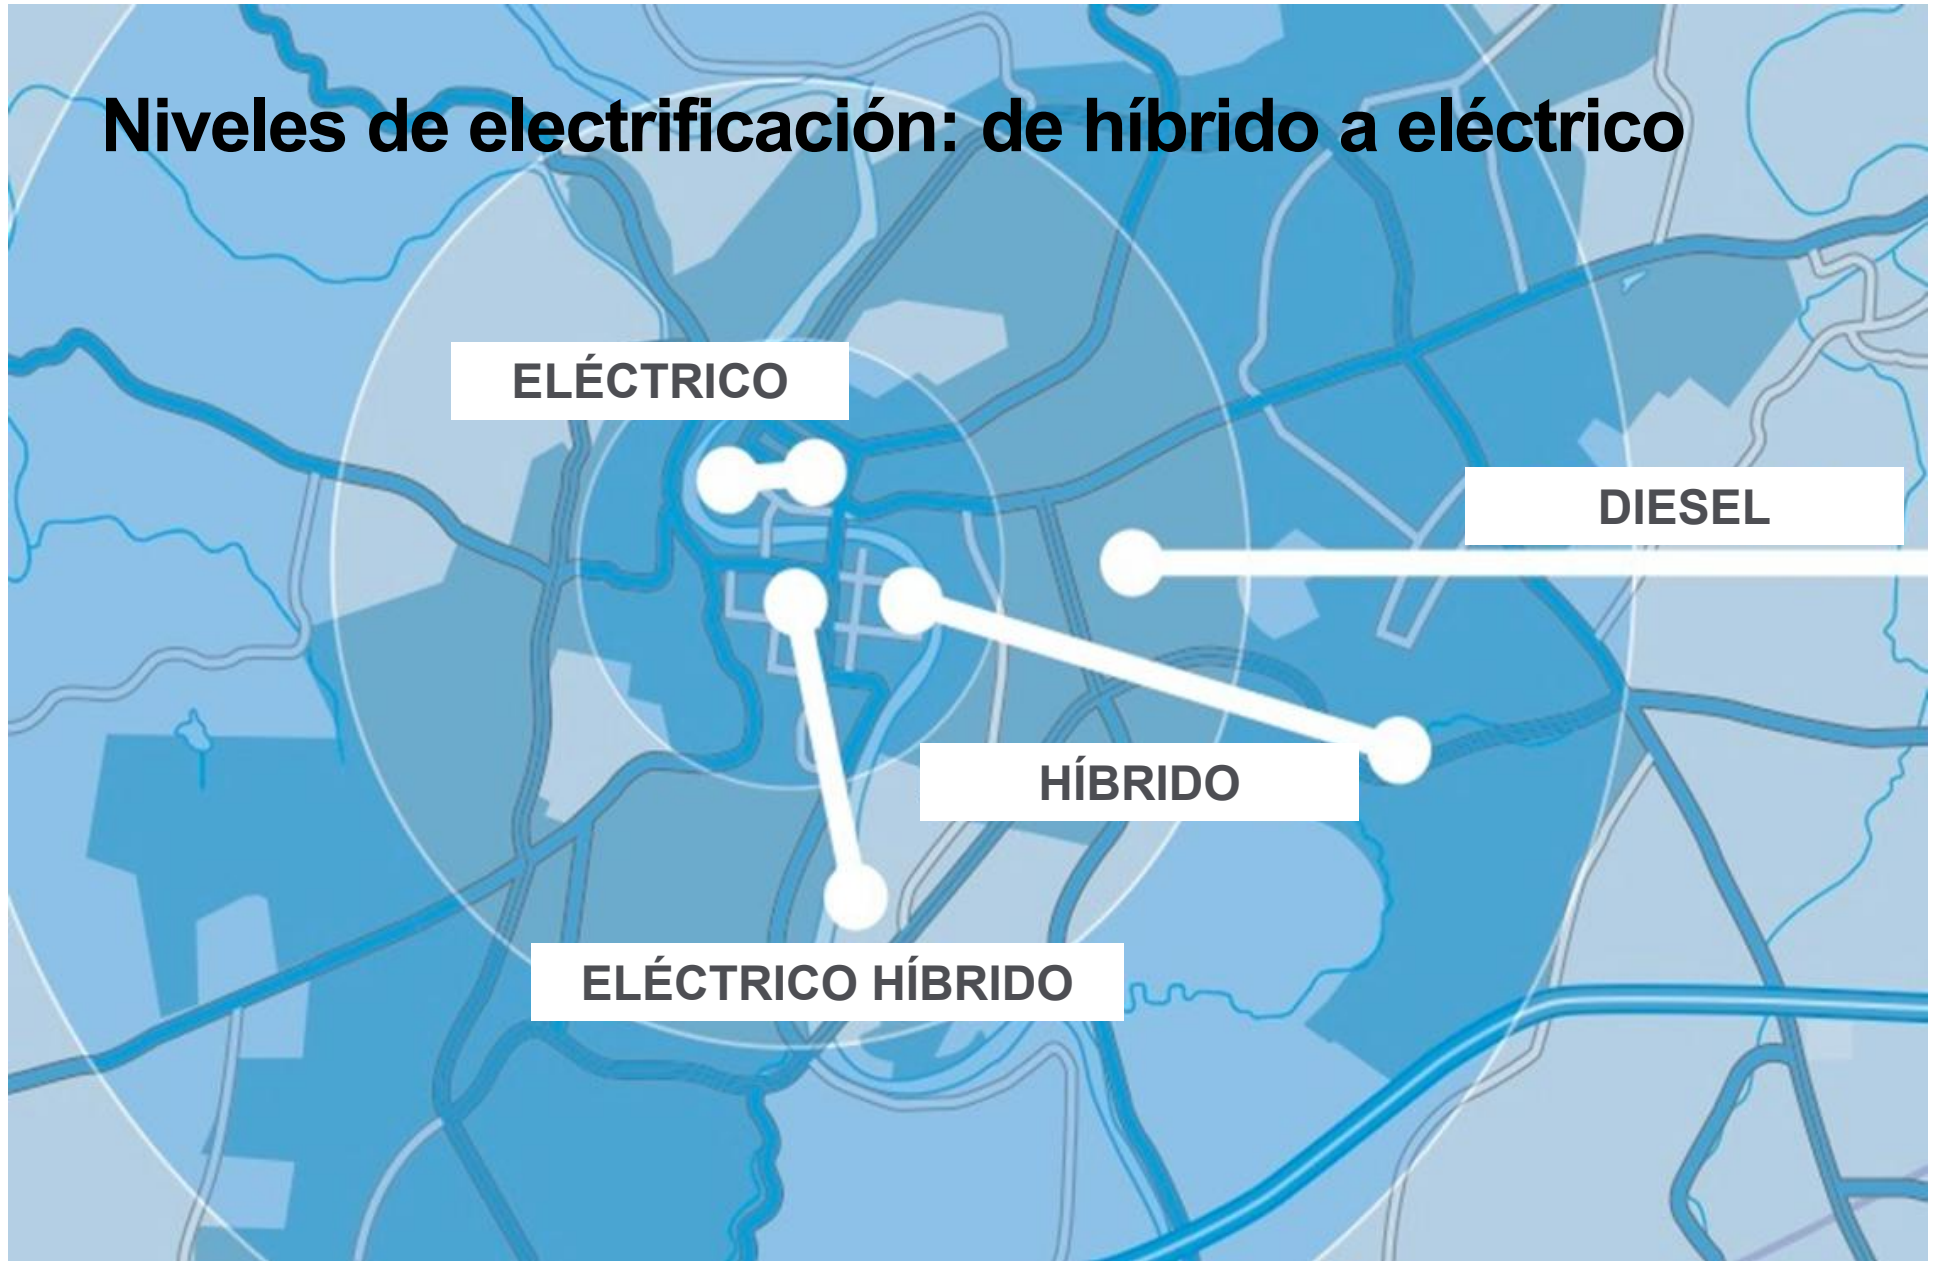 Niveles de electrificación: de híbrido a eléctrico
ELÉCTRICO
DIESEL
HÍBRIDO
ELÉCTRICO HÍBRIDO